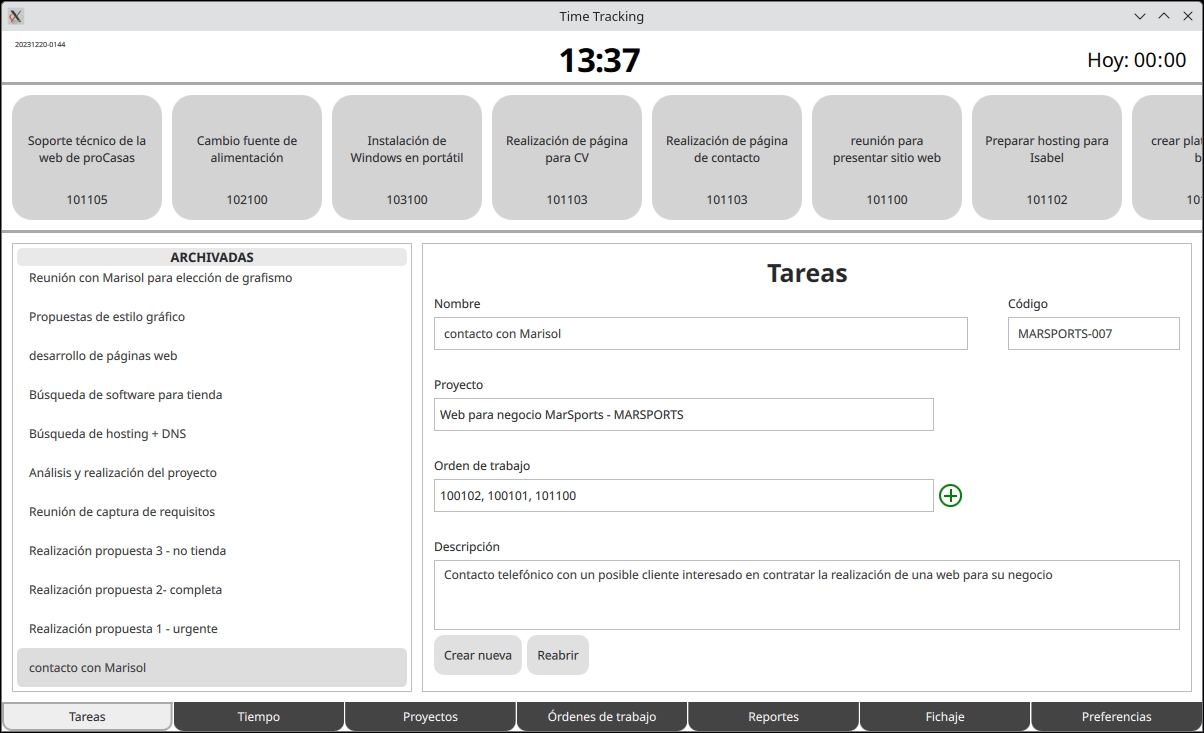 Time Tracking
20231220-0144
13:37
Hoy: 00:00
Soporte técnico de la
web de proCasas
101105
Cambio fuente de
alimentación
102100
Instalación de
Windows en portátil
103100
Realización de página
para CV
101103
Realización de página
de contacto
101103
reunión para
presentar sitio web
101100
Preparar hosting para
Isabel
101102
crear
ARCHIVADAS
Reunión con Marisol para elección de grafismo
Propuestas de estilo gráfico
desarrollo de páginas web
Búsqueda de software para tienda
Búsqueda de hosting + DNS
Análisis y realización del proyecto
Reunión de captura de requisitos
Realización propuesta 3 - no tienda
Realización propuesta 2- completa
Realización propuesta 1 - urgente
contacto con Marisol
Tareas
Nombre
Código
contacto con Marisol
MARSPORTS-007
Proyecto
Web para negocio MarSports - MARSPORTS
Orden de trabajo
100102, 100101, 101100
Descripción
Contacto telefónico con un posible cliente interesado en contratar la realización de una web para su negocio
Crear nueva
Reabrir
Tareas
Tiempo
Proyectos
Órdenes de trabajo
Reportes
Fichaje
Preferencias